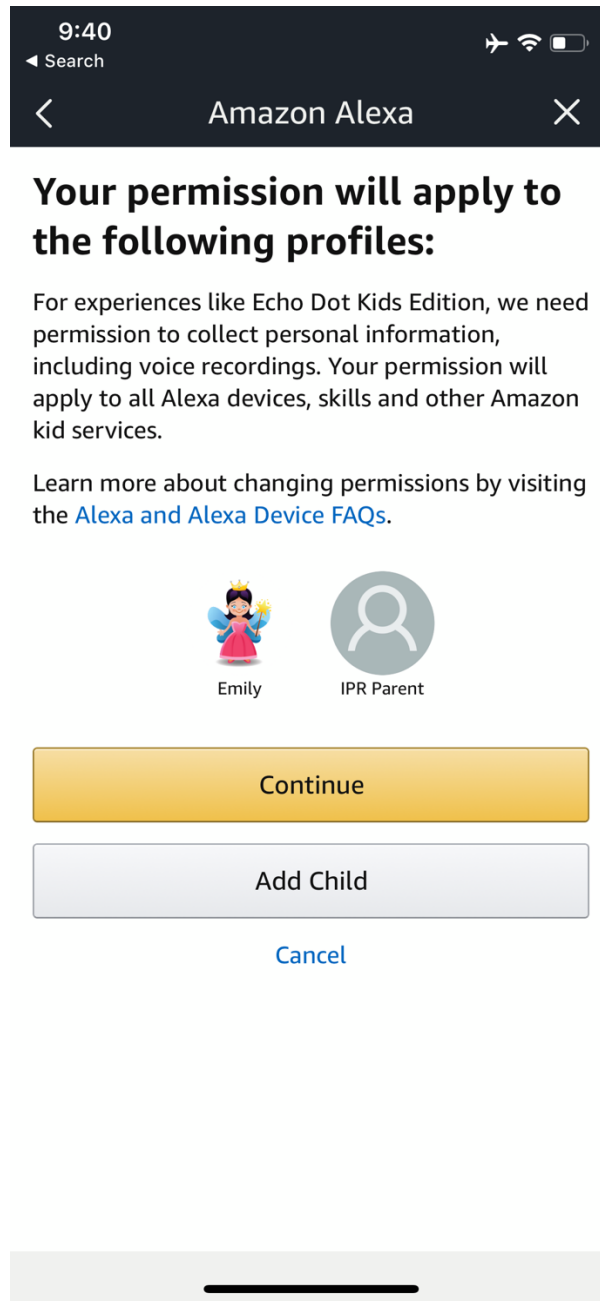 9:40
◀ Search
Amazon Alexa
Your permission will apply to
the following profiles:
For experiences like Echo Dot Kids Edition, we need
permission to collect personal information,
including voice recordings. Your permission will
apply to all Alexa devices, skills and other Amazon
kid services.
Learn more about changing permissions by visiting
the Alexa and Alexa Device FAQs.
Emily
IPR Parent
Continue
Add Child
Cancel